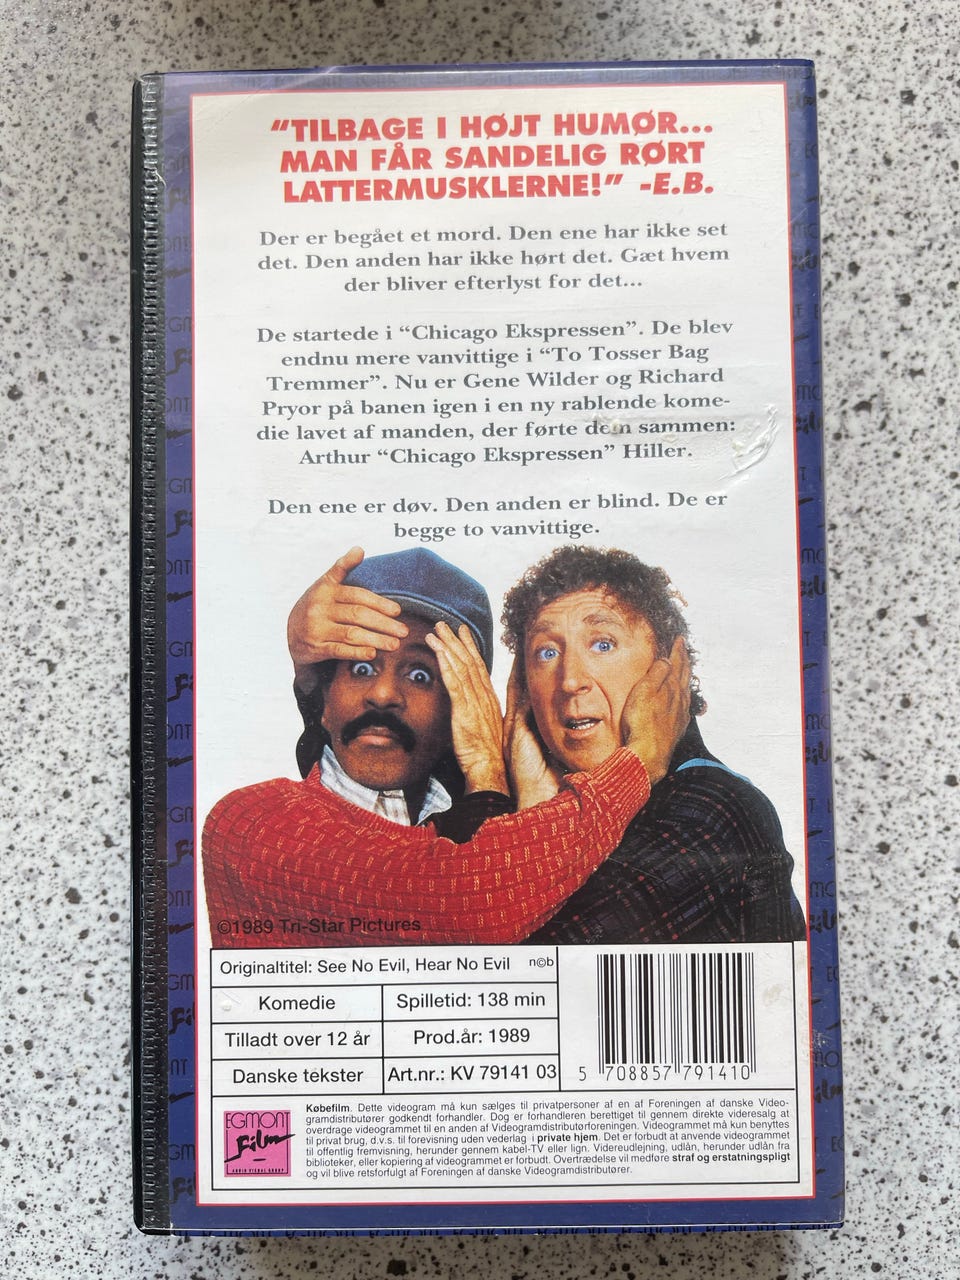 “TILBAGE I HØJT HUMØR...
MAN FÅR SANDELIG RØRT
LATTERMUSKLERNE!” -E.B.
Der er begået et mord. Den ene har ikke set
det. Den anden har ikke hørt det. Gæt hvem
der bliver efterlyst for det...
De startede i “Chicago Ekspressen”. De blev
endnu mere vanvittige i “To Tosser Bag
Tremmer”. Nu er Gene Wilder og Richard
Pryor på banen igen i en ny rablende kome-
die lavet af manden, der førte dem sammen:
Arthur “Chicago Ekspressen” Hiller.
Den ene er døv. Den anden er blind. De er
begge to vanvittige.
©1989 Tri-Star Pictures
Originaltitel: See No Evil, Hear No Evil n©b
Komedie Spilletid: 138 min
Tilladt over 12 år Prod.år: 1989
Danske tekster Art.nr.: KV 79141 03
5 708857 791410
EGMONT
Film
AUDIO VISUAL GROUP
Købefilm. Dette videogram må kun sælges til privatpersoner af en af Foreningen af danske Video-
gramdistributører godkendt forhandler. Dog er forhandleren berettiget til gennem direkte videresalg at
overdrage videogrammet til en anden af Videogramdistributørforeningen. Videogrammet må kun benyttes
til privat brug, d.v.s. til forevisning uden vederlag i private hjem. Det er forbudt at anvende videogrammet
til offentlig fremvisning, herunder gennem kabel-TV eller lign. Videreudlejning, udlån, herunder udlån fra
biblioteker, eller kopiering af videogrammet er forbudt. Overtrædelse vil medføre straf og erstatningspligt
og vil blive retsforfulgt af Foreningen af danske Videogramdistributører.